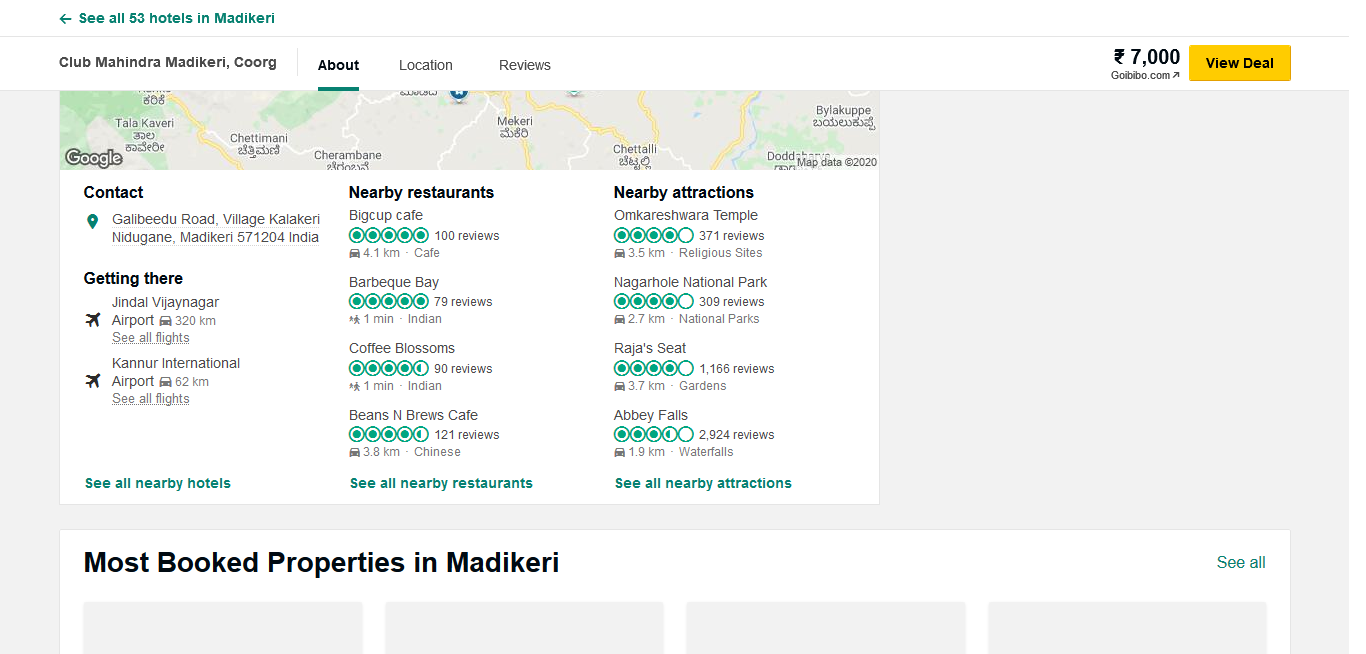 See all 53 hotels in Madikeri
Club Mahindra Madikeri, Coorg
About
Location
Reviews
₹ 7,000
Goibibo.com
View Deal
Bylakuppe
ಬಯಲುಕುಪ್ಪೆ
Tala Kaveri
ತಾಲ
ಕಾವೇರೀ
Mekeri
ಮೆಕೆರಿ
Chettimani
ಚೆತ್ತಿಮಣಿ
Chettalli
ಚೆಟ್ಟಳ್ಳಿ
Cherambane
Google
Map data ©2020
Contact
Galibeedu Road, Village Kalakeri
Nidugane, Madikeri 571204 India
Getting there
Jindal Vijaynagar
Airport 320 km
See all flights
Kannur International
Airport 62 km
See all flights
See all nearby hotels
Nearby restaurants
Bigcup cafe
100 reviews
4.1 km · Cafe
Barbeque Bay
79 reviews
1 min · Indian
Coffee Blossoms
90 reviews
1 min · Indian
Beans N Brews Cafe
121 reviews
3.8 km · Chinese
See all nearby restaurants
Nearby attractions
Omkareshwara Temple
371 reviews
3.5 km · Religious Sites
Nagarhole National Park
309 reviews
2.7 km · National Parks
Raja's Seat
1,166 reviews
3.7 km · Gardens
Abbey Falls
2,924 reviews
1.9 km · Waterfalls
See all nearby attractions
Most Booked Properties in Madikeri
See all